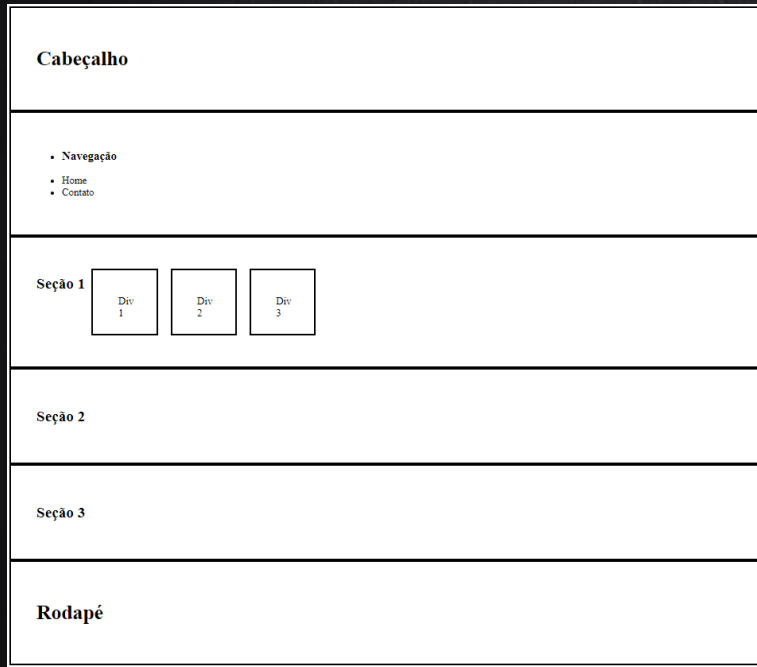 Cabeçalho
Navegação
Home
Contato
Seção 1
Div
1
Div
2
Div
3
Seção 2
Seção 3
Rodapé